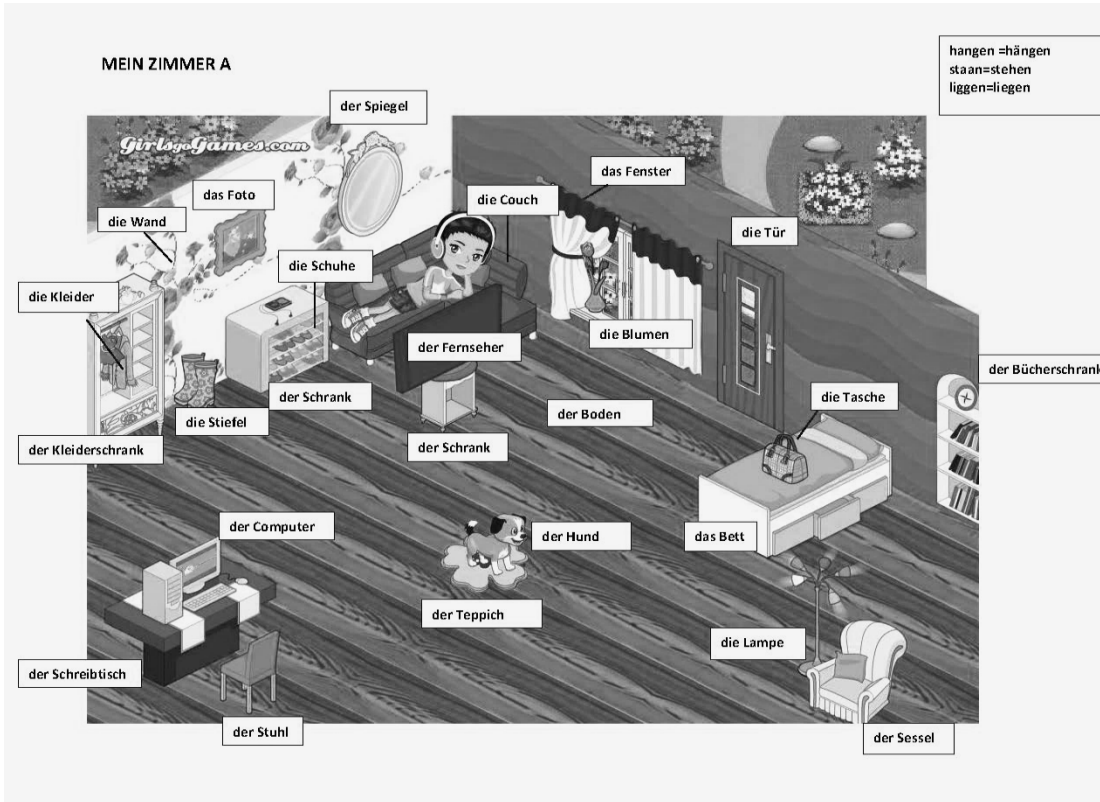 MEIN ZIMMER A
hangen =hängen
staan=stehen
liggen=liegen
der Spiegel
GirlsgoGames.com
das Fenster
das Foto
die Couch
die Wand
die Tür
die Schuhe
die Kleider
die Blumen
der Fernseher
der Bücherschrank
der Schrank
die Tasche
der Boden
die Stiefel
der Schrank
der Kleiderschrank
der Computer
der Hund
das Bett
der Teppich
die Lampe
der Schreibtisch
der Stuhl
der Sessel